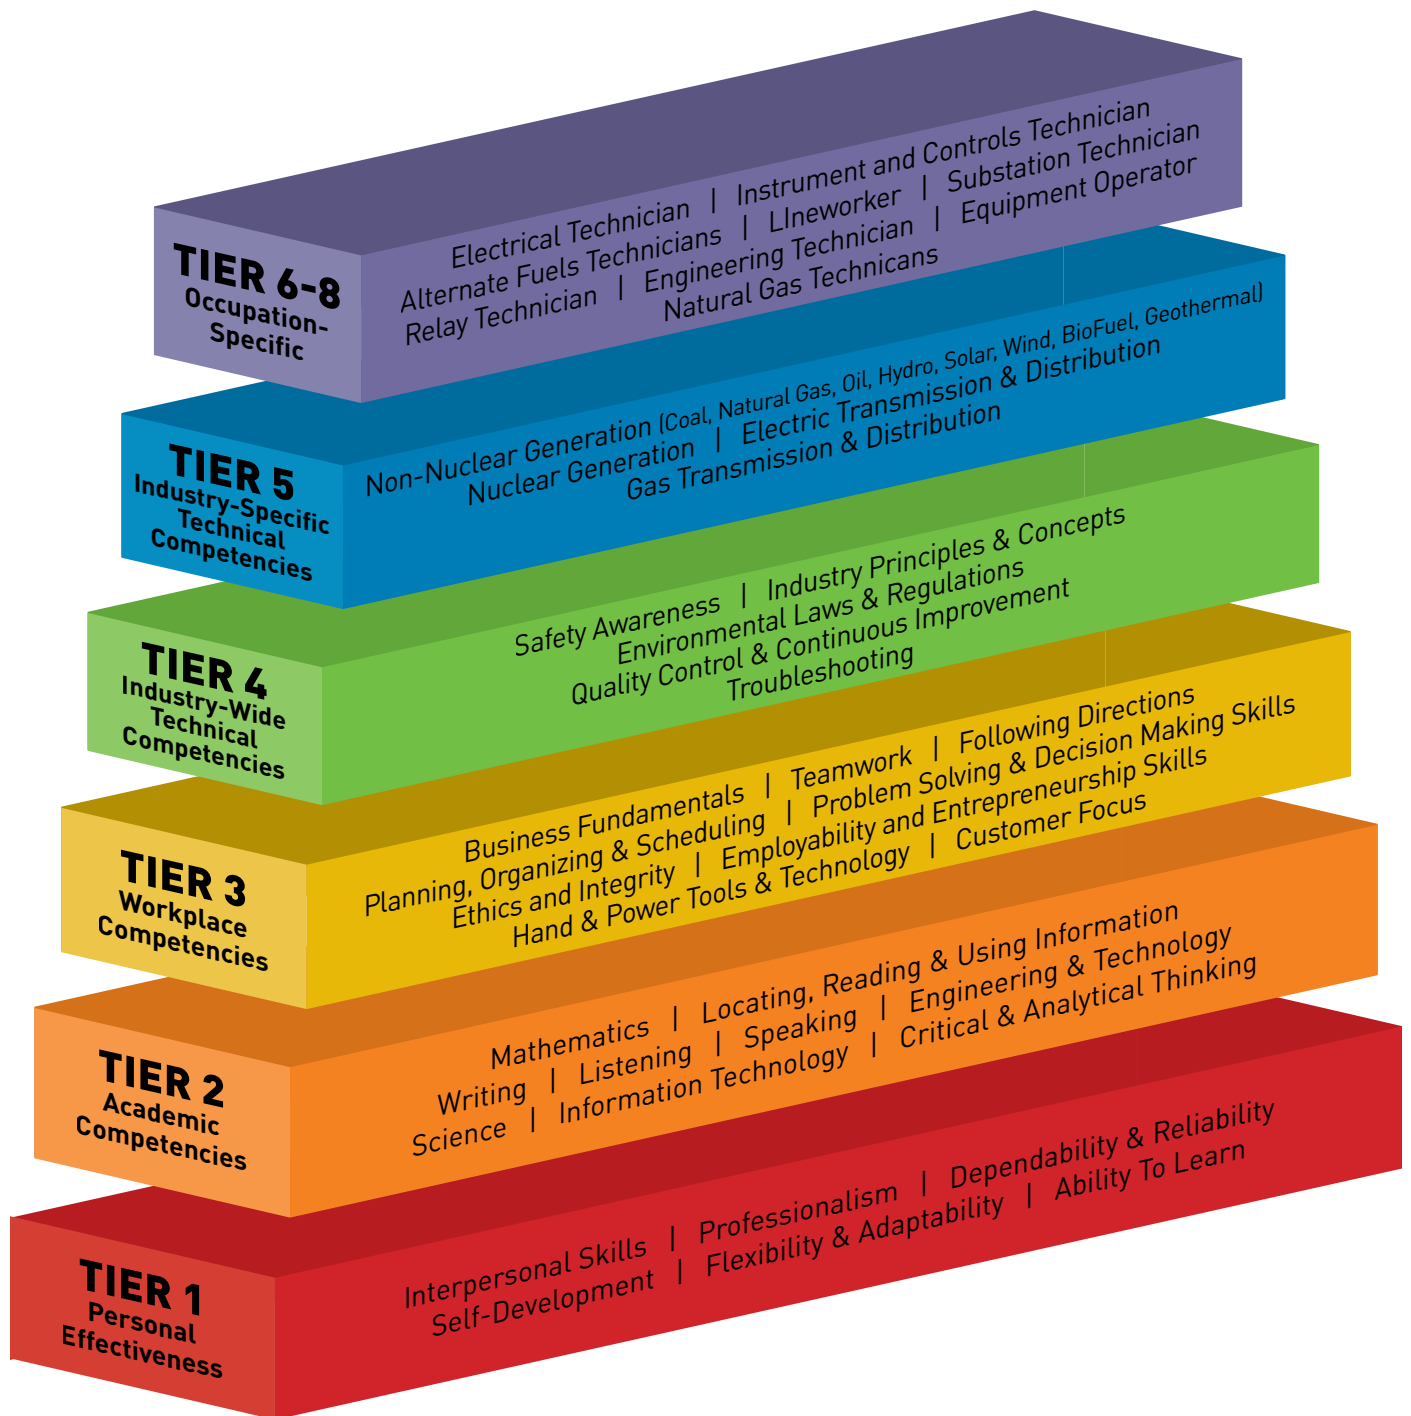 TIER 6-8
Occupation-
Specific
Electrical Technician | Instrument and Controls Technician
Alternate Fuels Technicians | LIneworker | Substation Technician
Relay Technician | Engineering Technician | Equipment Operator
Natural Gas Technicans
TIER 5
Industry-Specific
Technical
Competencies
Non-Nuclear Generation (Coal, Natural Gas, Oil, Hydro, Solar, Wind, BioFuel, Geothermal)
Nuclear Generation | Electric Transmission & Distribution
Gas Transmission & Distribution
TIER 4
Industry-Wide
Technical
Competencies
Safety Awareness | Industry Principles & Concepts
Environmental Laws & Regulations
Quality Control & Continuous Improvement
Troubleshooting
TIER 3
Workplace
Competencies
Business Fundamentals | Teamwork | Following Directions
Planning, Organizing & Scheduling | Problem Solving & Decision Making Skills
Ethics and Integrity | Employability and Entrepreneurship Skills
Hand & Power Tools & Technology | Customer Focus
TIER 2
Academic
Competencies
Mathematics | Locating, Reading & Using Information
Writing | Listening | Speaking | Engineering & Technology
Science | Information Technology | Critical & Analytical Thinking
TIER 1
Personal
Effectiveness
Interpersonal Skills | Professionalism | Dependability & Reliability
Self-Development | Flexibility & Adaptability | Ability To Learn